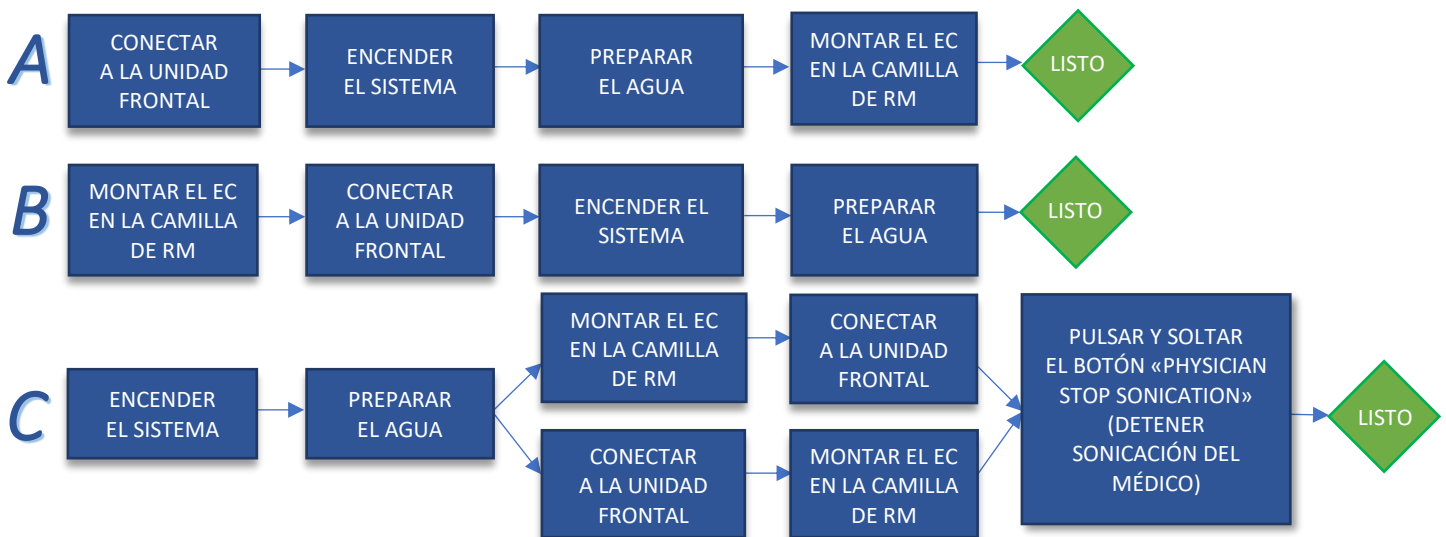 A
CONECTAR
A LA UNIDAD
FRONTAL
ENCENDER
EL SISTEMA
PREPARAR
EL AGUA
MONTAR EL EC
EN LA CAMILLA
DE RM
LISTO
B
MONTAR EL EC
EN LA CAMILLA
DE RM
CONECTAR
A LA UNIDAD
FRONTAL
ENCENDER EL
SISTEMA
PREPARAR
EL AGUA
LISTO
C
ENCENDER
EL SISTEMA
PREPARAR
EL AGUA
MONTAR EL EC
EN LA CAMILLA
DE RM
CONECTAR
A LA UNIDAD
FRONTAL
CONECTAR
A LA UNIDAD
FRONTAL
MONTAR EL EC
EN LA CAMILLA
DE RM
PULSAR Y SOLTAR
EL BOTÓN «PHYSICIAN
STOP SONICATION»
(DETENER
SONICACIÓN DEL
MÉDICO)
LISTO